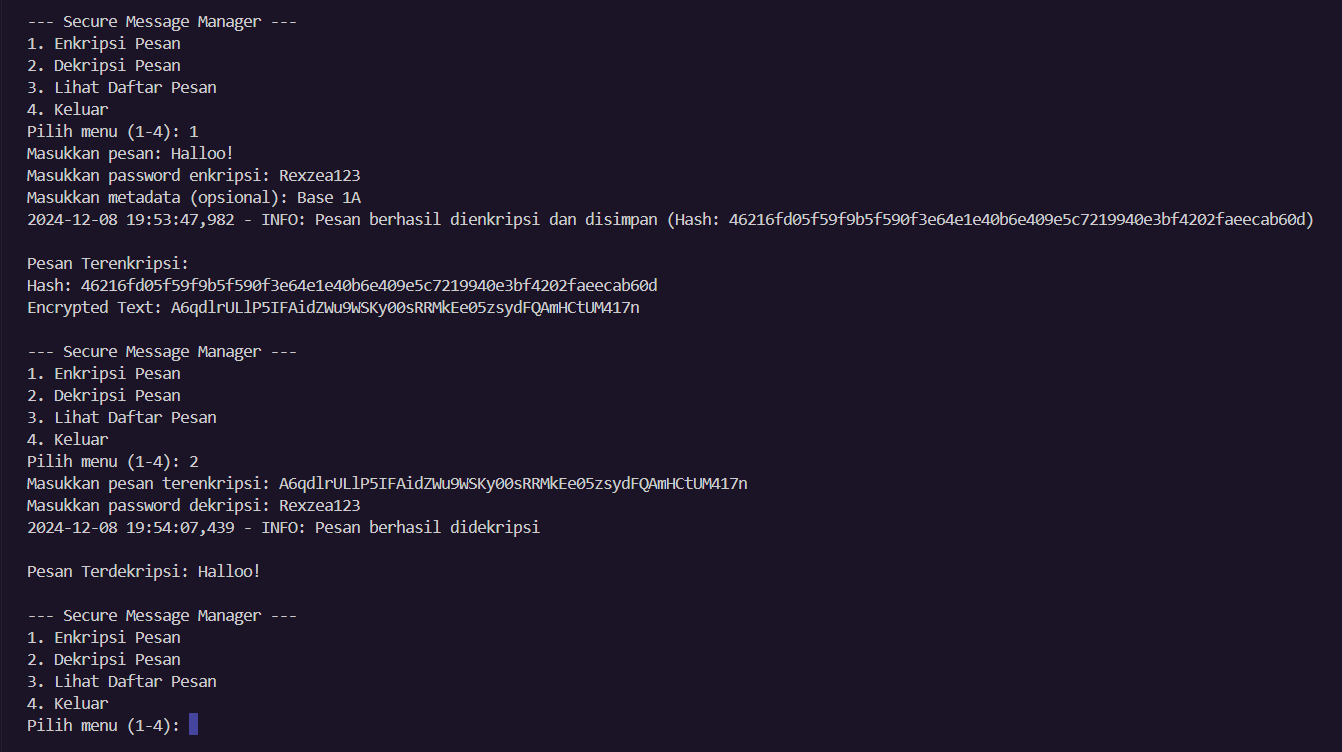 --- Secure Message Manager ---
1. Enkripsi Pesan
2. Dekripsi Pesan
3. Lihat Daftar Pesan
4. Keluar
Pilih menu (1-4): 1
Masukkan pesan: Halloo!
Masukkan password enkripsi: Rexzea123
Masukkan metadata (opsional): Base 1A
2024-12-08 19:53:47,982 - INFO: Pesan berhasil dienkripsi dan disimpan (Hash: 46216fd05f59f9b5f590f3e64e1e40b6e409e5c7219940e3bf4202faeecab60d)
Pesan Terenkripsi:
Hash: 46216fd05f59f9b5f590f3e64e1e40b6e409e5c7219940e3bf4202faeecab60d
Encrypted Text: A6qdlrULlP5IFAidZWu9WSKy00sRRMkEe05zsydFQAmHCtUM417n
--- Secure Message Manager ---
1. Enkripsi Pesan
2. Dekripsi Pesan
3. Lihat Daftar Pesan
4. Keluar
Pilih menu (1-4): 2
Masukkan pesan terenkripsi: A6qdlrULlP5IFAidZWu9WSKy00sRRMkEe05zsydFQAmHCtUM417n
Masukkan password dekripsi: Rexzea123
2024-12-08 19:54:07,439 - INFO: Pesan berhasil didekripsi
Pesan Terdekripsi: Halloo!
--- Secure Message Manager ---
1. Enkripsi Pesan
2. Dekripsi Pesan
3. Lihat Daftar Pesan
4. Keluar
Pilih menu (1-4):